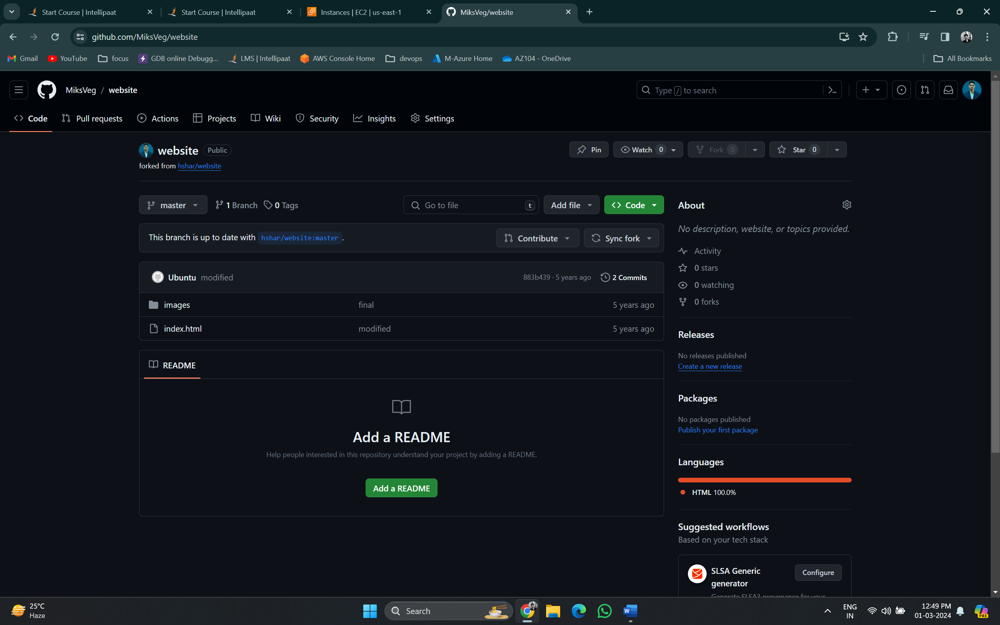 Start Course | Intellipaat
Start Course | Intellipaat
Instances | EC2 | us-east-1
MiksVeg/website
github.com/MiksVeg/website
Gmail
YouTube
focus
GDB online Debugg...
LMS | Intellipaat
AWS Console Home
devops
M-Azure Home
AZ104 - OneDrive
All Bookmarks
MiksVeg / website
Type / to search
Code
Pull requests
Actions
Projects
Wiki
Security
Insights
Settings
website Public
Pin
Watch 0
Fork 0
Star 0
forked from hshar/website
master
1 Branch
0 Tags
Go to file t
Add file
Code
About
No description, website, or topics provided.
This branch is up to date with hshar/website:master .
Contribute
Sync fork
Activity
0 stars
0 watching
0 forks
Ubuntu modified
883b439 · 5 years ago
2 Commits
images final 5 years ago
index.html modified 5 years ago
Releases
No releases published
Create a new release
README
Add a README
Help people interested in this repository understand your project by adding a README.
Add a README
Packages
No packages published
Publish your first package
Languages
HTML 100.0%
Suggested workflows
Based on your tech stack
SLSA Generic
generator
Configure
Generate SLSA3 provenance for your
25°C
Haze
Search
W
ENG
IN
12:49 PM
01-03-2024
PRE